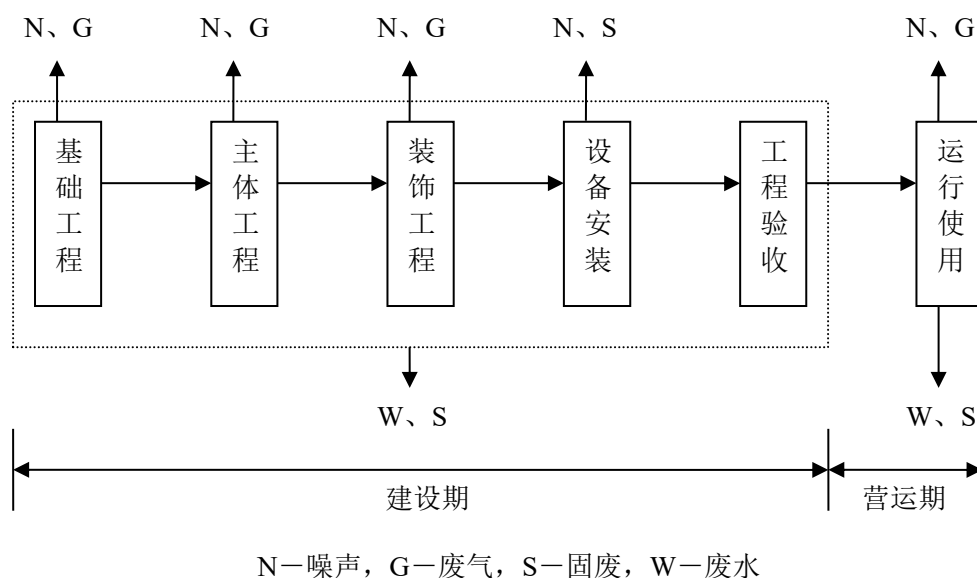 N、G
N、G
N、G
N、S
N、G
基础工程
主体工程
装饰工程
设备安装
工程验收
运行使用
W、S
W、S
建设期
营运期
N－噪声，G－废气，S－固废，W－废水